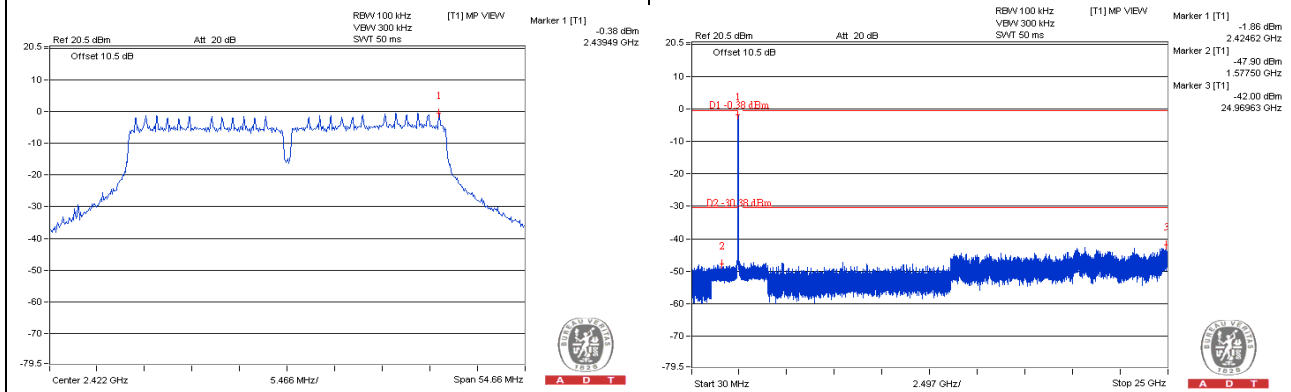 RBW 100 kHz [T1] MP VIEW
VBW 300 kHz
Ref 20.5 dBm Att 20 dB SWT 50 ms
Marker 1 [T1]
-0.38 dBm
2.43949 GHz
20.5
Offset 10.5 dB
10
1
0
-10
-20
-30
-40
-50
-60
-70
-79.5
Center 2.422 GHz 5.466 MHz/ Span 54.66 MHz
BUREAU VERITAS
1828
A D T
RBW 100 kHz [T1] MP VIEW
VBW 300 kHz
Ref 20.5 dBm Att 20 dB SWT 50 ms
Marker 1 [T1]
-1.86 dBm
2.42462 GHz
Marker 2 [T1]
-47.90 dBm
1.57750 GHz
Marker 3 [T1]
-42.00 dBm
24.96963 GHz
20.5
Offset 10.5 dB
10
1
0
D1 -0.38 dBm
-10
-20
-30
D2 -30.38 dBm
3
-40
2
-50
-60
-70
-79.5
Start 30 MHz 2.497 GHz/ Stop 25 GHz
BUREAU VERITAS
1828
A D T